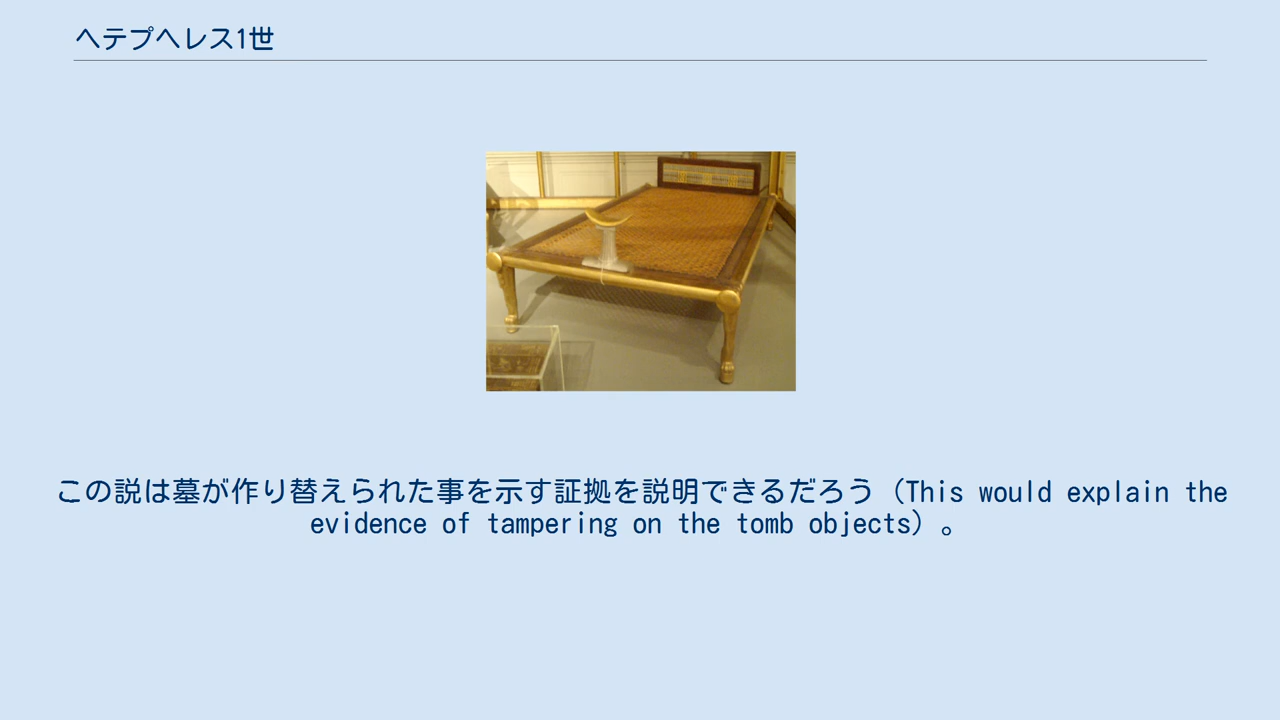 ヘテプヘレス1世
この説は墓が作り替えられた事を示す証拠を説明できるだろう（This would explain the
evidence of tampering on the tomb objects）。